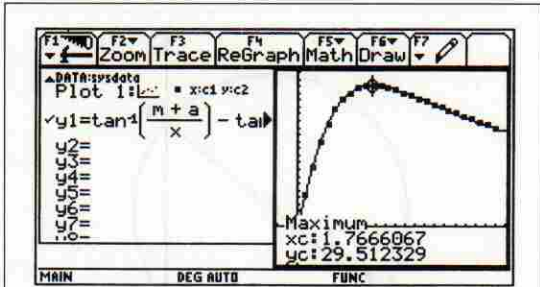 F1 F2 F3 F4 F5 F6 F7
Zoom Trace ReGraph Math Draw
DATA:sysdata
Plot 1: x:c1 y:c2
✓y1=tan⁻¹((m + a)/x) - tan
y2=
y3=
y4=
y5=
y6=
y7=
Maximum
xc:1.7666067
yc:29.512329
MAIN DEG AUTO FUNC